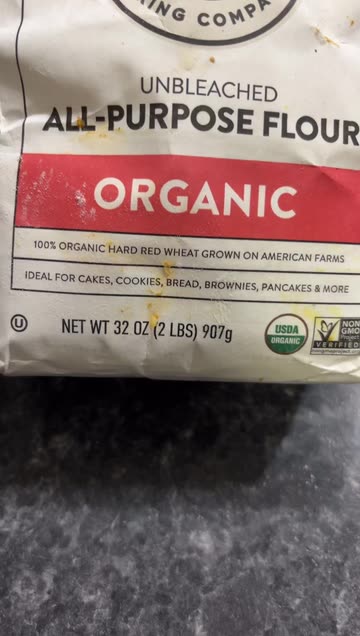 ING COMPA
UNBLEACHED
ALL-PURPOSE FLOUR
ORGANIC
100% ORGANIC HARD RED WHEAT GROWN ON AMERICAN FARMS
IDEAL FOR CAKES, COOKIES, BREAD, BROWNIES, PANCAKES & MORE
U NET WT 32 OZ (2 LBS) 907g
USDA
ORGANIC
NON
GMO
Project
VERIFIED